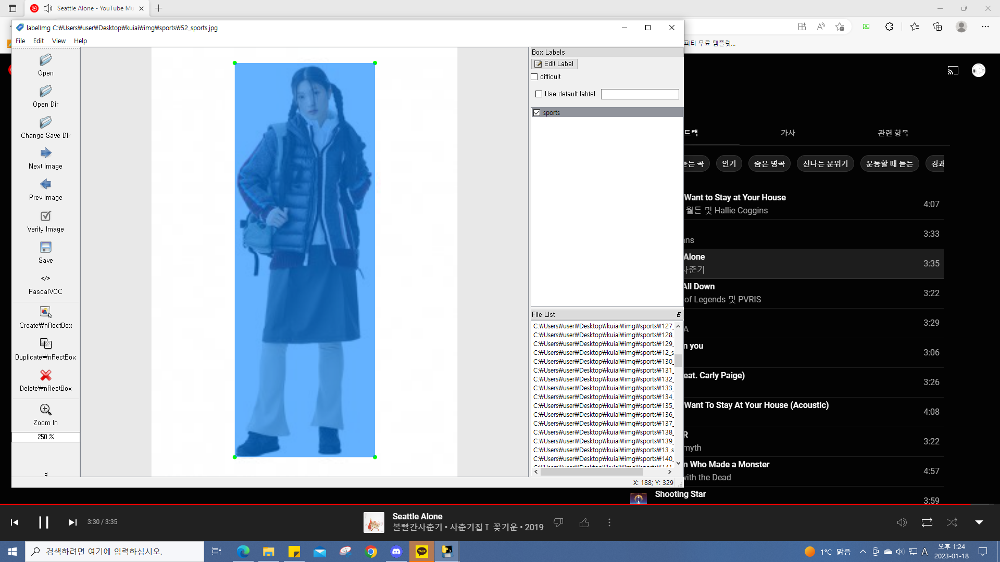 Seattle Alone - YouTube Mu
labelImg C:₩Users₩user₩Desktop₩kuiai₩img₩sports₩52_sports.jpg
File Edit View Help
피티 무료 템플릿...
Open
Open Dir
Change Save Dir
Next Image
Prev Image
Verify Image
Save
</>
PascalVOC
Create₩nRectBox
Duplicate₩nRectBox
Delete₩nRectBox
Zoom In
250 %
Box Labels
Edit Label
difficult
Use default labtel
sports
File List
C:₩Users₩user₩Desktop₩kuiai₩img₩sports₩127_
C:₩Users₩user₩Desktop₩kuiai₩img₩sports₩128_
C:₩Users₩user₩Desktop₩kuiai₩img₩sports₩129_
C:₩Users₩user₩Desktop₩kuiai₩img₩sports₩12_s
C:₩Users₩user₩Desktop₩kuiai₩img₩sports₩130_
C:₩Users₩user₩Desktop₩kuiai₩img₩sports₩131_
C:₩Users₩user₩Desktop₩kuiai₩img₩sports₩132_
C:₩Users₩user₩Desktop₩kuiai₩img₩sports₩133_
C:₩Users₩user₩Desktop₩kuiai₩img₩sports₩134_
C:₩Users₩user₩Desktop₩kuiai₩img₩sports₩135_
C:₩Users₩user₩Desktop₩kuiai₩img₩sports₩136_
C:₩Users₩user₩Desktop₩kuiai₩img₩sports₩137_
C:₩Users₩user₩Desktop₩kuiai₩img₩sports₩138_
C:₩Users₩user₩Desktop₩kuiai₩img₩sports₩139_
C:₩Users₩user₩Desktop₩kuiai₩img₩sports₩13_s
C:₩Users₩user₩Desktop₩kuiai₩img₩sports₩140_
X: 188; Y: 329
트랙 가사 관련 항목
는 곡 인기 숨은 명곡 신나는 분위기 운동할 때 듣는 경쾌
Want to Stay at Your House
월튼 및 Hallie Coggins
4:07
ns
3:33
Alone
사춘기
3:35
All Down
of Legends 및 PVRIS
3:22
A
3:29
n you
3:06
eat. Carly Paige)
3:26
Want To Stay At Your House (Acoustic)
4:08
R
myth
3:22
n Who Made a Monster
with the Dead
4:57
Shooting Star
3:59
3:30 / 3:35
Seattle Alone
볼빨간사춘기 • 사춘기집Ⅰ 꽃기운 • 2019
검색하려면 여기에 입력하십시오.
TALK
1°C 맑음
A
오후 1:24
2023-01-18